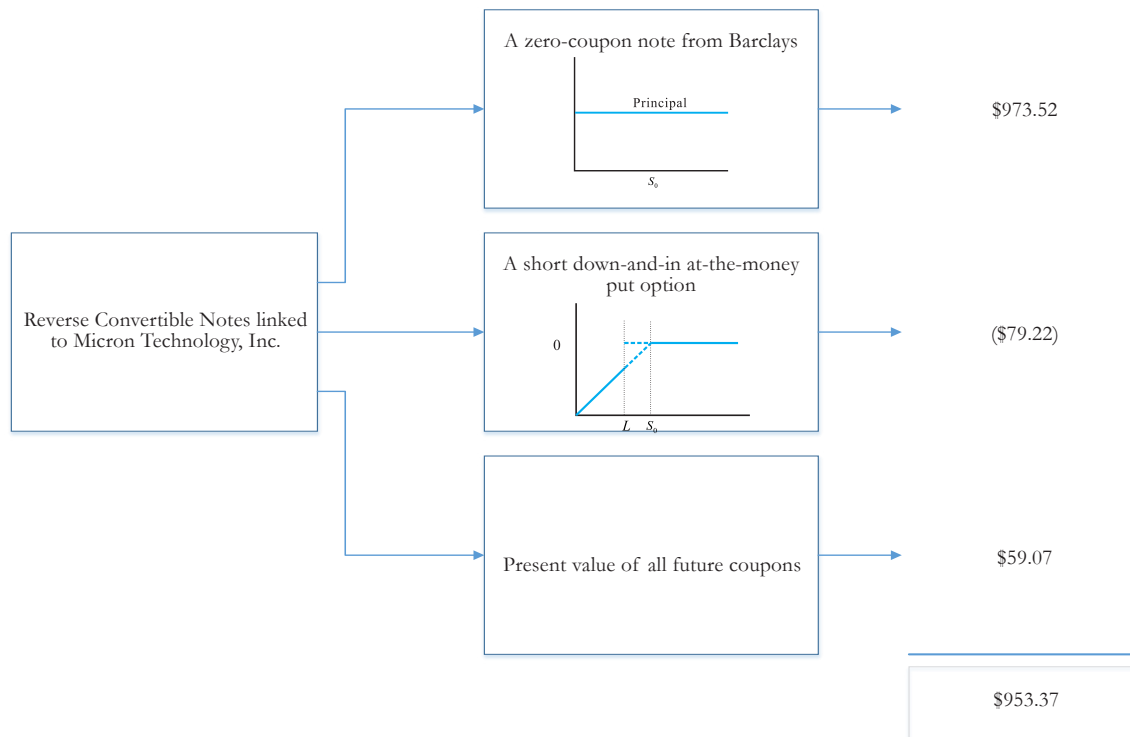 A zero-coupon note from Barclays
Principal
S₀
$973.52
Reverse Convertible Notes linked
to Micron Technology, Inc.
A short down-and-in at-the-money
put option
0
L S₀
($79.22)
Present value of all future coupons
$59.07
$953.37